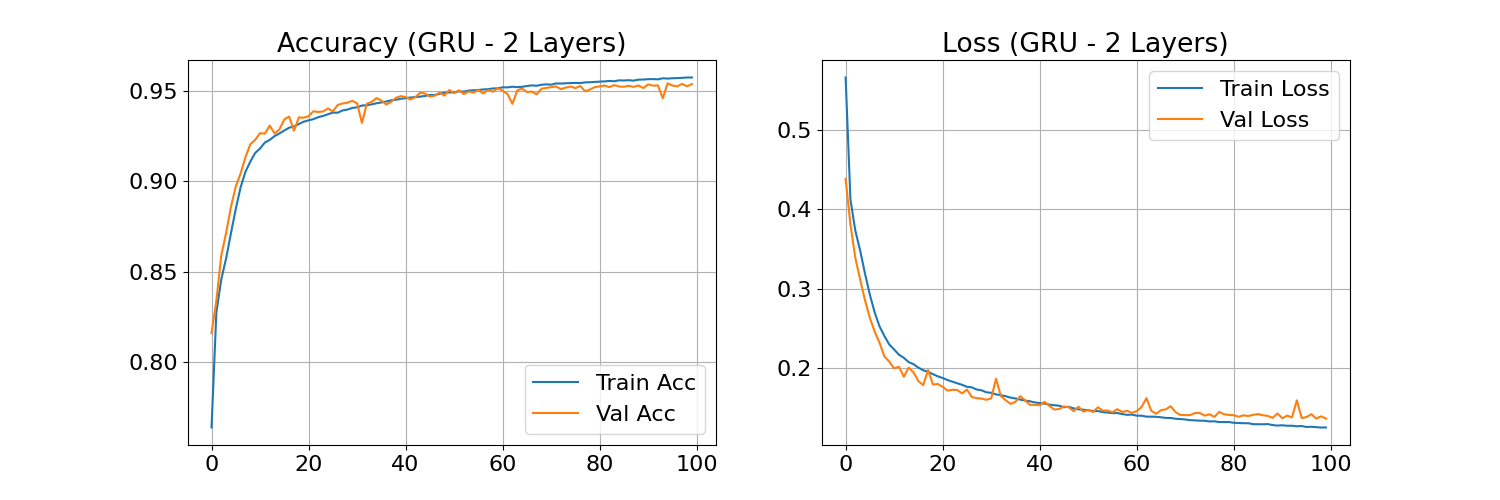 Accuracy (GRU - 2 Layers)
0.95
0.90
0.85
0.80
Train Acc
Val Acc
0 20 40 60 80 100
Loss (GRU - 2 Layers)
Train Loss
Val Loss
0.5
0.4
0.3
0.2
0 20 40 60 80 100